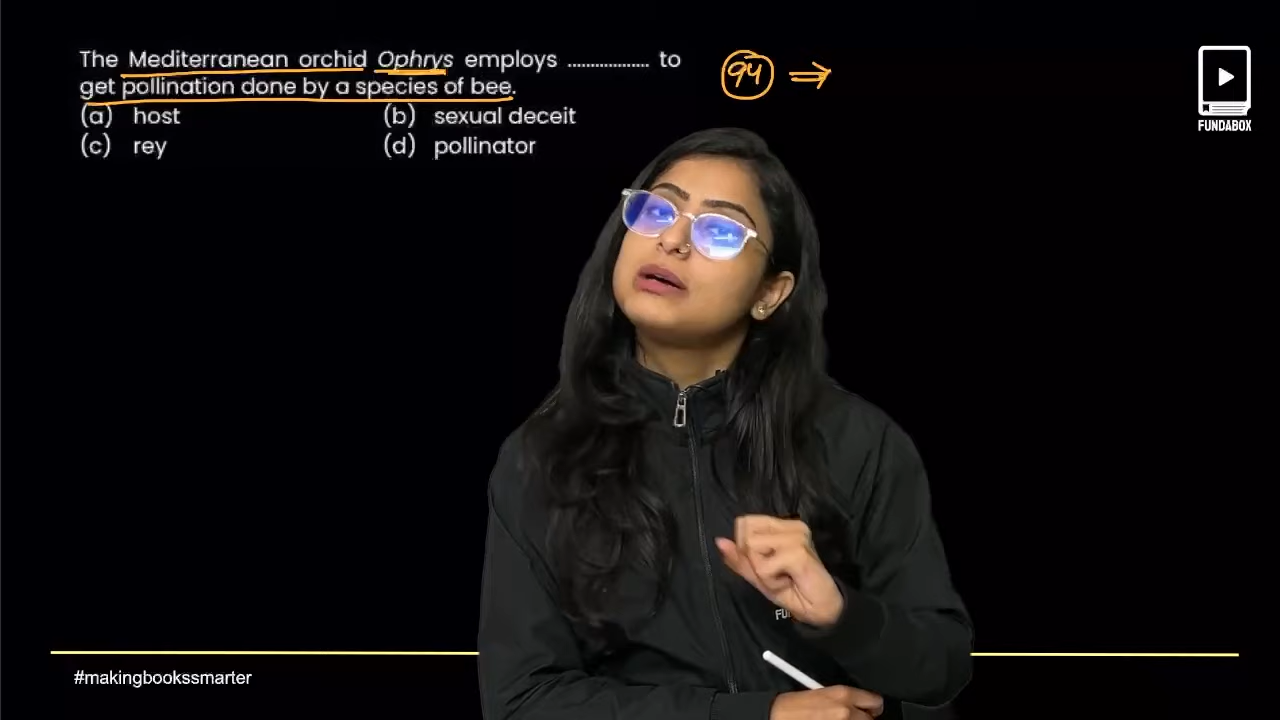 The Mediterranean orchid Ophrys employs .................. to
get pollination done by a species of bee.
(a) host (b) sexual deceit
(c) rey (d) pollinator
94 ⇒
FUNDABOX
#makingbookssmarter